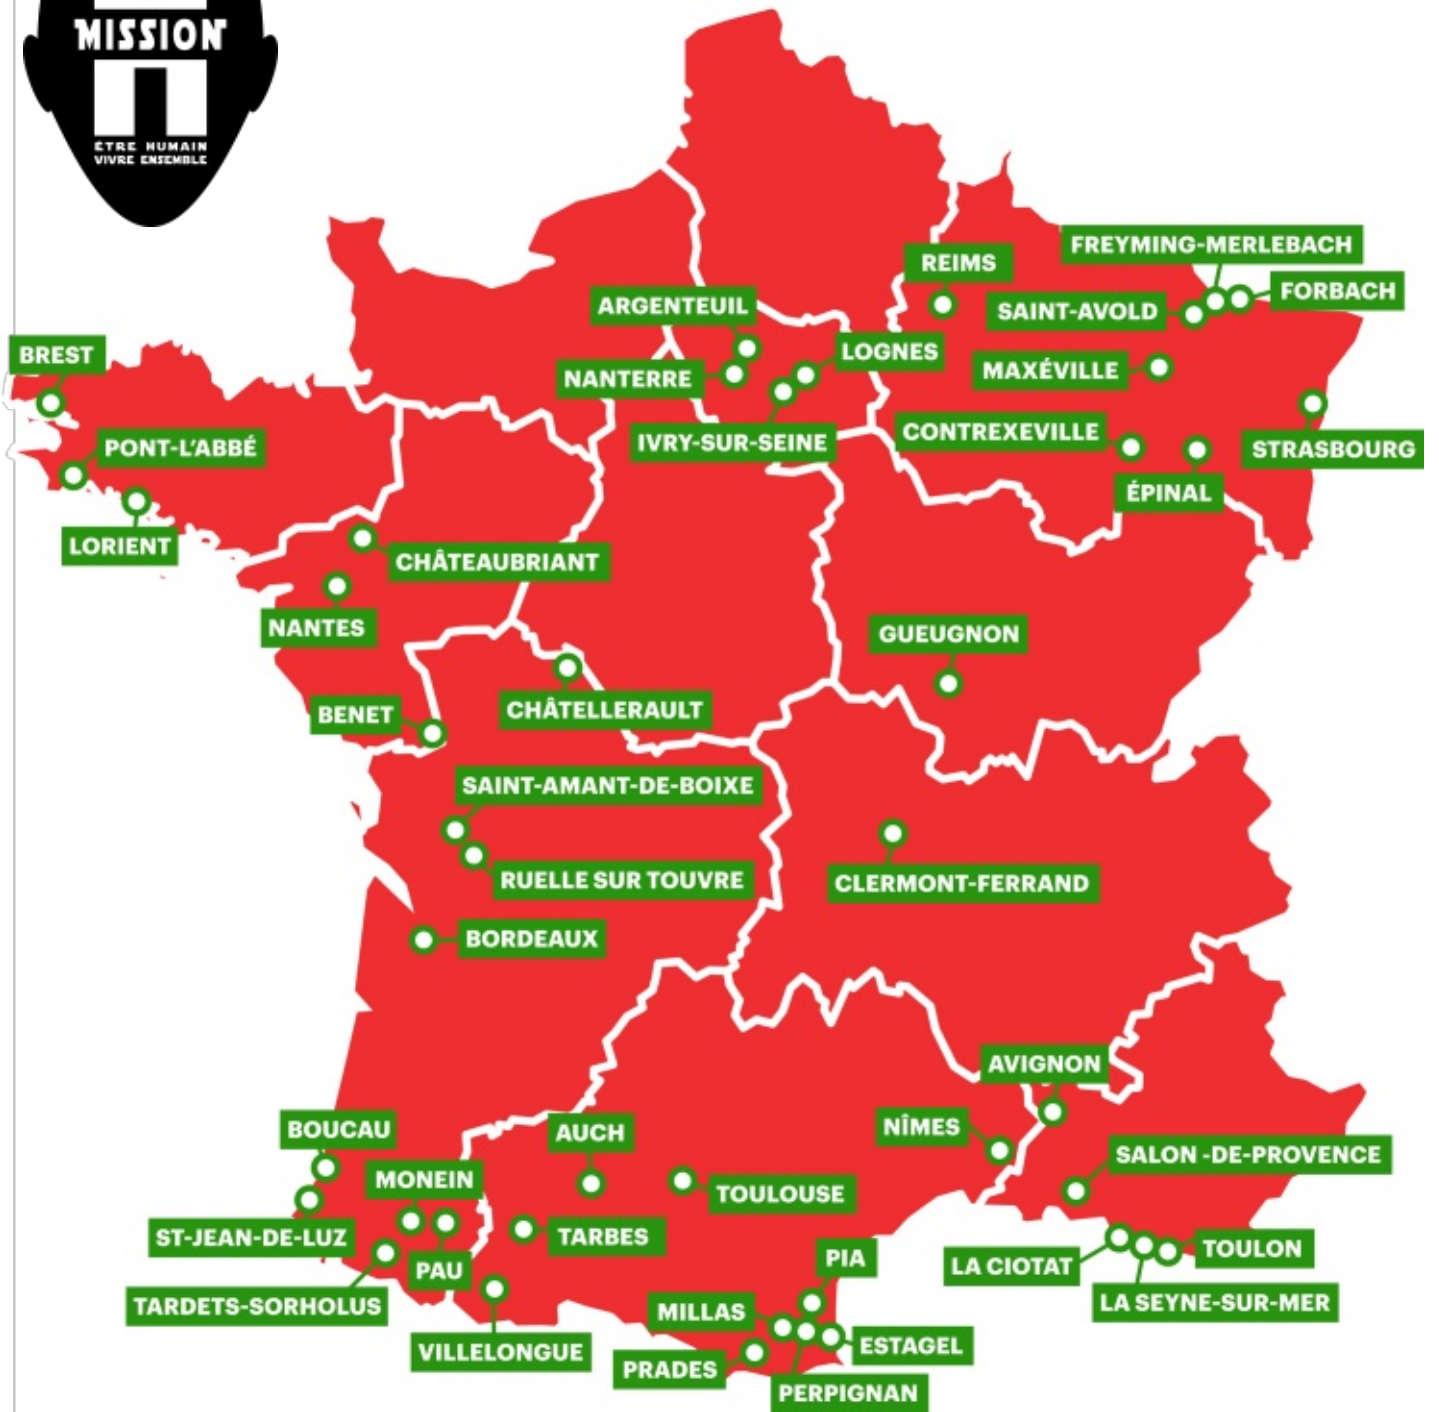 MISSION
H
ÊTRE HUMAIN
VIVRE ENSEMBLE
FREYMING-MERLEBACH
REIMS
FORBACH
ARGENTEUIL
SAINT-AVOLD
BREST
LOGNES
MAXÉVILLE
NANTERRE
CONTREXEVILLE
IVRY-SUR-SEINE
PONT-L'ABBÉ
STRASBOURG
ÉPINAL
LORIENT
CHÂTEAUBRIANT
NANTES
GUEUGNON
CHÂTELLERAULT
BENET
SAINT-AMANT-DE-BOIXE
RUELLE SUR TOUVRE
CLERMONT-FERRAND
BORDEAUX
AVIGNON
NÎMES
BOUCAU
AUCH
SALON -DE-PROVENCE
MONEIN
TOULOUSE
ST-JEAN-DE-LUZ
TARBES
TOULON
PIA
LA CIOTAT
PAU
LA SEYNE-SUR-MER
TARDETS-SORHOLUS
MILLAS
ESTAGEL
VILLELONGUE
PRADES
PERPIGNAN